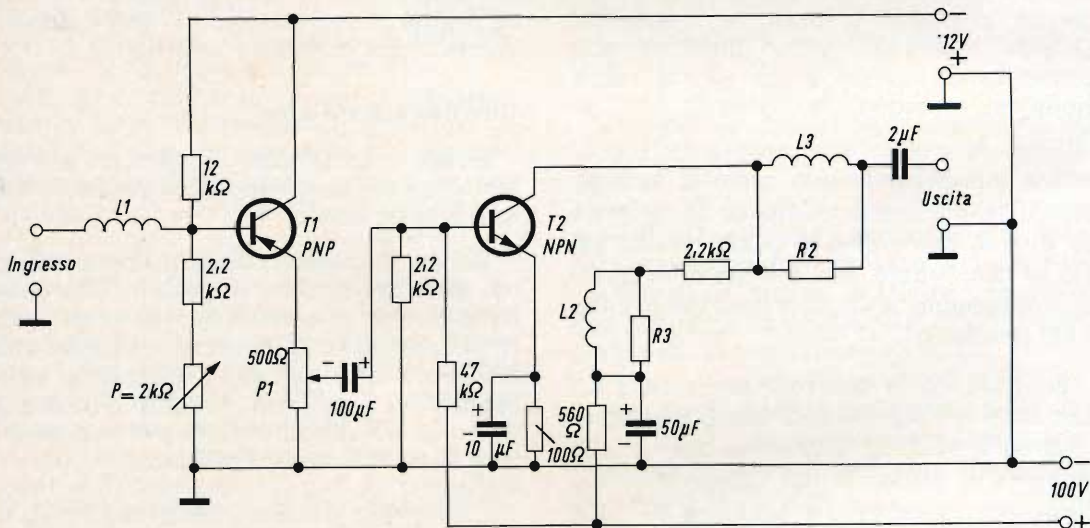 −
12V
+
L3
2µF
12
kΩ
L1
T1
PNP
T2
NPN
Uscita
Ingresso
2,2
kΩ
2,2
kΩ
2,2kΩ
R2
L2
R3
500Ω
P1
−
+
100µF
P=2kΩ
47
kΩ
+
−
10
µF
100Ω
560
Ω
+
−
50µF
−
100V
+